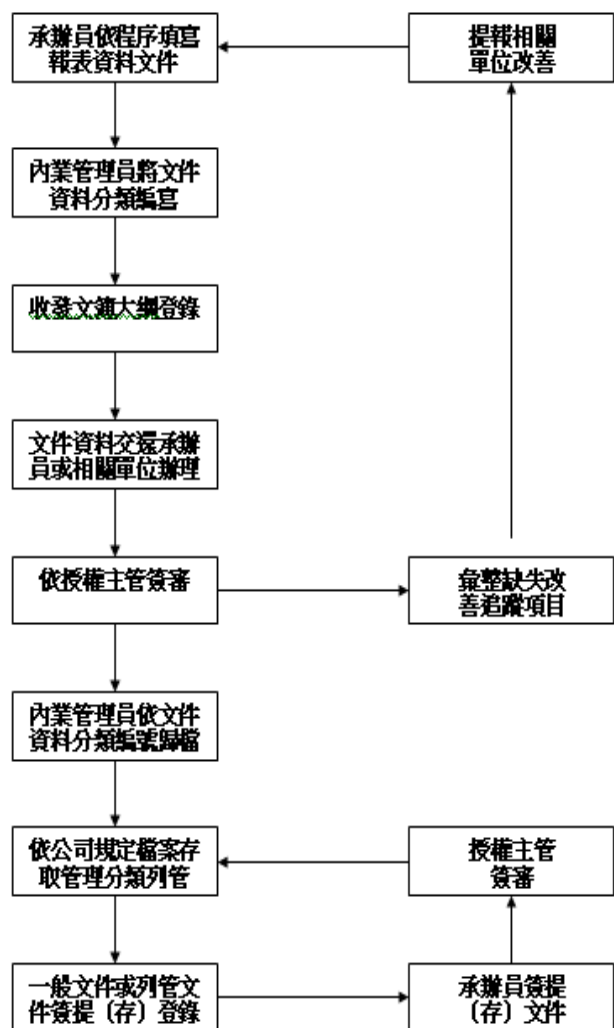 承辦員依程序填寫
報表資料文件
提報相關
單位改善
內業管理員將文件
資料分類編寫
收發文鍾大綱登錄
文件資料交還承辦
員或相關單位辦理
依授權主管簽審
彙整缺失改
善追蹤項目
內業管理員依文件
資料分類編號歸檔
依公司規定檔案存
取管理分類列管
授權主管
簽審
一般文件或列管文
件簽提〔存〕登錄
承辦員簽提
〔存〕文件